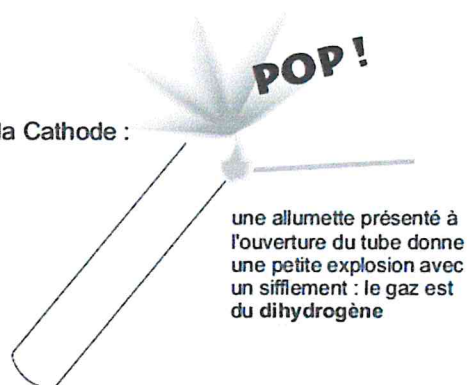 POP !
la Cathode :
une allumette présenté à
l'ouverture du tube donne
une petite explosion avec
un sifflement : le gaz est
du dihydrogène